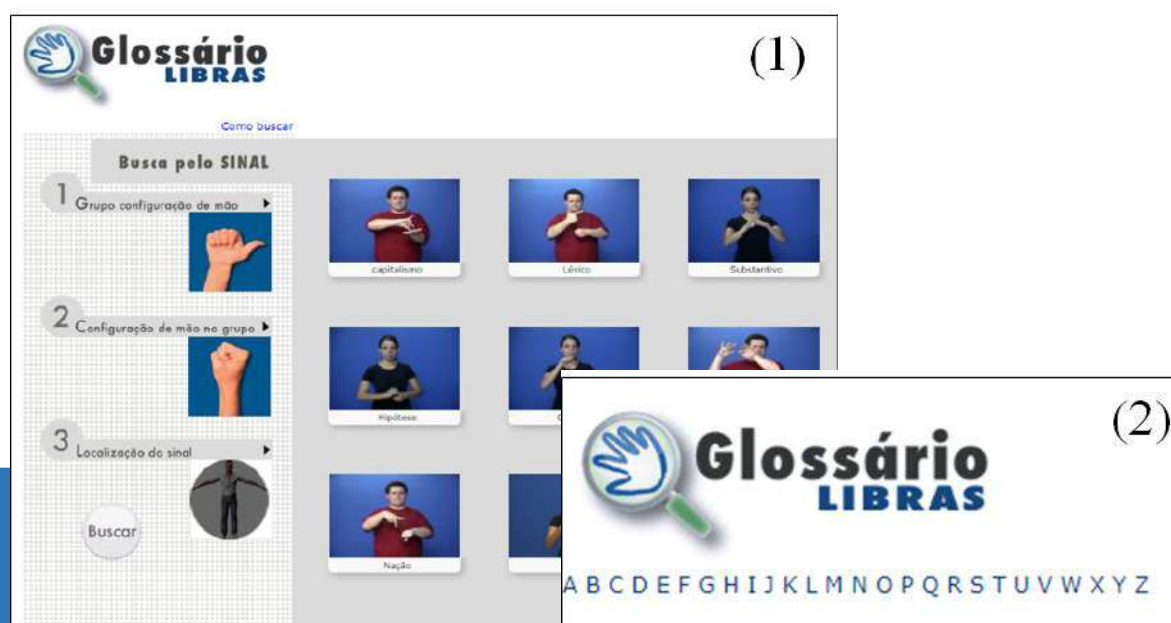 Glossário
LIBRAS
(1)
Como buscar
Busca pelo SINAL
1 Grupo configuração de mão
2 Configuração de mão no grupo
3 Localização do sinal
Buscar
capitalismo
Léxico
Substantivo
Hipótese
Nação
(2)
Glossário
LIBRAS
A B C D E F G H I J K L M N O P Q R S T U V W X Y Z